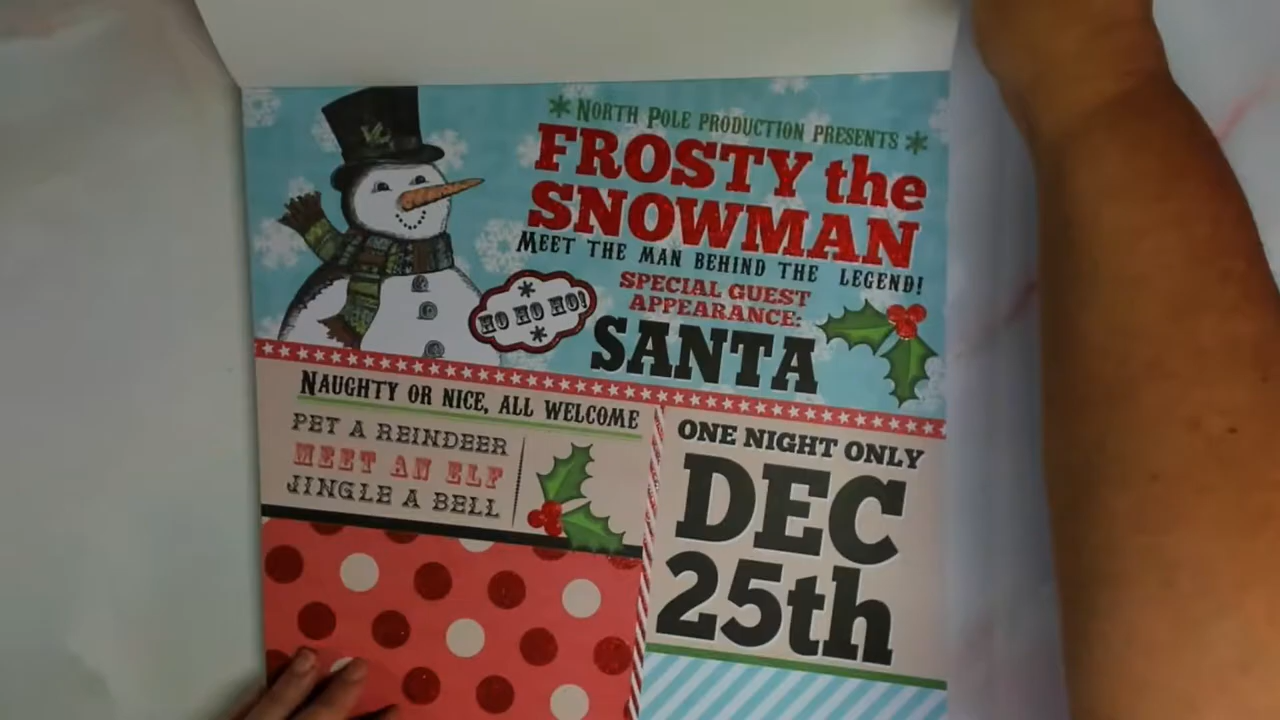 NORTH POLE PRODUCTION PRESENTS
FROSTY the
SNOWMAN
MEET THE MAN BEHIND THE LEGEND!
SPECIAL GUEST
APPEARANCE:
SANTA
HO HO HO!
NAUGHTY OR NICE, ALL WELCOME
PET A REINDEER
MEET AN ELF
JINGLE A BELL
ONE NIGHT ONLY
DEC
25th